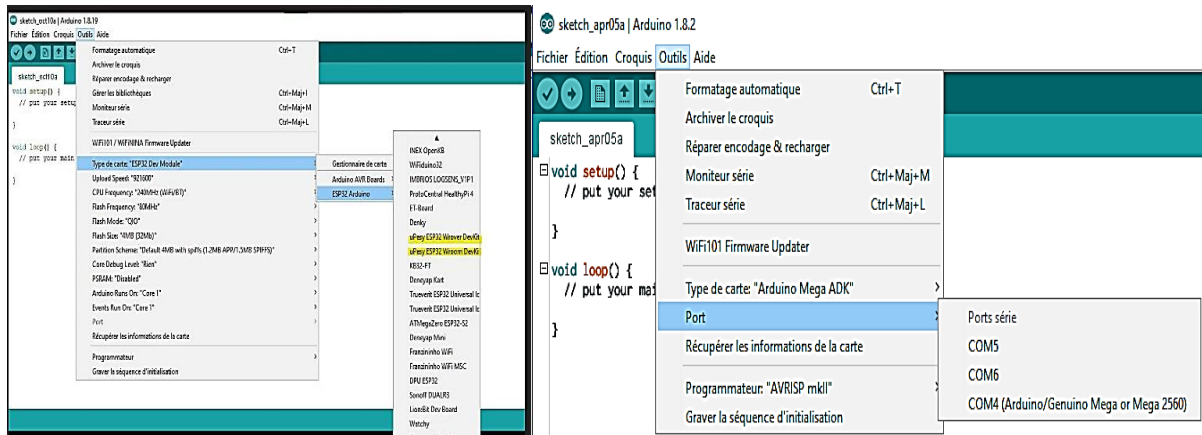 sketch_oct10a | Arduino 1.8.19
Fichier Édition Croquis Outils Aide
sketch_oct10a
void setup() {
// put your setu
}
void loop() {
// put your main
}
Formatage automatique Ctrl+T
Archiver le croquis
Réparer encodage & recharger
Gérer les bibliothèques Ctrl+Maj+I
Moniteur série Ctrl+Maj+M
Traceur série Ctrl+Maj+L
WiFi101 / WiFiNINA Firmware Updater
Type de carte: "ESP32 Dev Module"
Upload Speed: "921600"
CPU Frequency: "240MHz (WiFi/BT)"
Flash Frequency: "80MHz"
Flash Mode: "QIO"
Flash Size: "4MB (32Mb)"
Partition Scheme: "Default 4MB with spiffs (1.2MB APP/1.5MB SPIFFS)"
Core Debug Level: "Rien"
PSRAM: "Disabled"
Arduino Runs On: "Core 1"
Events Run On: "Core 1"
Port
Récupérer les informations de la carte
Programmateur
Graver la séquence d'initialisation
Gestionnaire de carte
Arduino AVR Boards
ESP32 Arduino
INEX OpenKB
WiFiduino32
IMBRIOS LOGSENS_V1P1
ProtoCentral HealthyPi 4
ET-Board
Denky
uPesy ESP32 Wrover DevKit
uPesy ESP32 Wroom DevKit
KB32-FT
Deneyap Kart
Trueverit ESP32 Universal Ic
Trueverit ESP32 Universal Ic
ATMegaZero ESP32-S2
Deneyap Mini
Franzininho WiFi
Franzininho WiFi MSC
DPU ESP32
Sonoff DUALR3
LionsBit Dev Board
Watchy
sketch_apr05a | Arduino 1.8.2
Fichier Édition Croquis Outils Aide
sketch_apr05a
void setup() {
// put your set
}
void loop() {
// put your mai
}
Formatage automatique Ctrl+T
Archiver le croquis
Réparer encodage & recharger
Moniteur série Ctrl+Maj+M
Traceur série Ctrl+Maj+L
WiFi101 Firmware Updater
Type de carte: "Arduino Mega ADK"
Port
Récupérer les informations de la carte
Programmateur: "AVRISP mkII"
Graver la séquence d'initialisation
Ports série
COM5
COM6
COM4 (Arduino/Genuino Mega or Mega 2560)